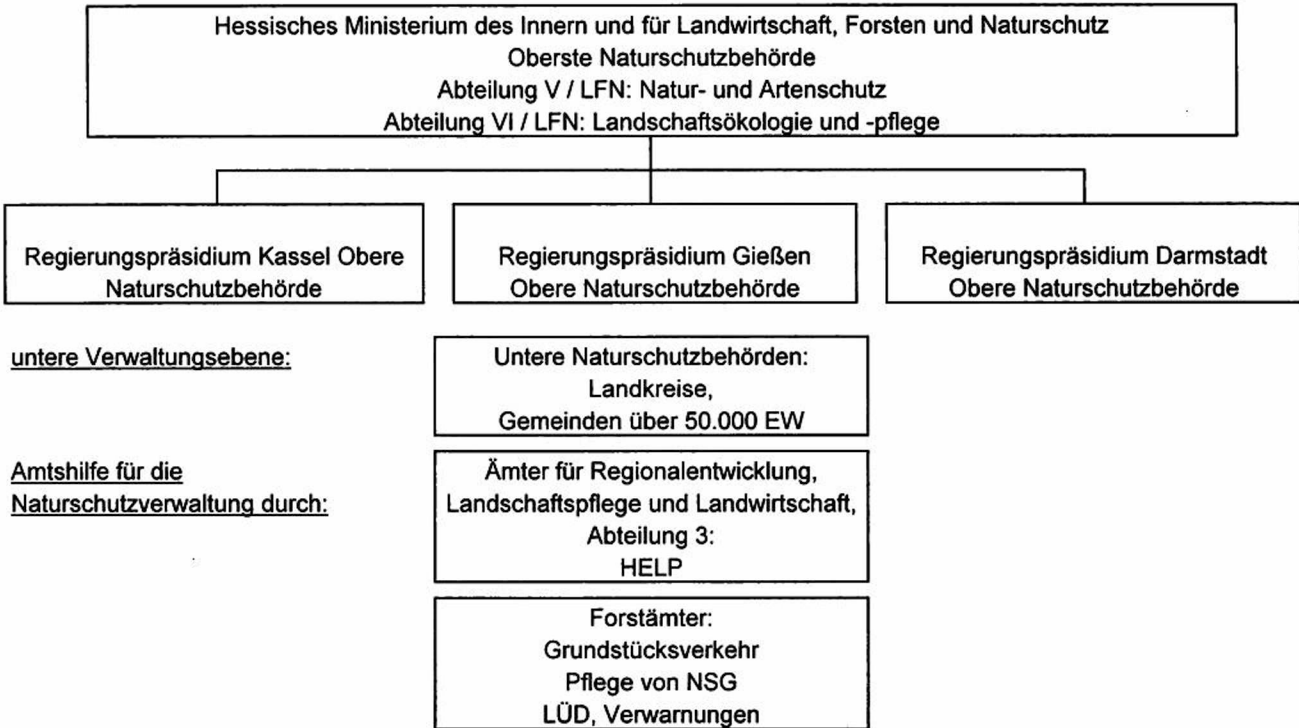 Hessisches Ministerium des Innern und für Landwirtschaft, Forsten und Naturschutz
Oberste Naturschutzbehörde
Abteilung V / LFN: Natur- und Artenschutz
Abteilung VI / LFN: Landschaftsökologie und -pflege
Regierungspräsidium Kassel Obere
Naturschutzbehörde
Regierungspräsidium Gießen
Obere Naturschutzbehörde
Regierungspräsidium Darmstadt
Obere Naturschutzbehörde
untere Verwaltungsebene:
Untere Naturschutzbehörden:
Landkreise,
Gemeinden über 50.000 EW
Amtshilfe für die
Naturschutzverwaltung durch:
Ämter für Regionalentwicklung,
Landschaftspflege und Landwirtschaft,
Abteilung 3:
HELP
Forstämter:
Grundstücksverkehr
Pflege von NSG
LÜD, Verwarnungen